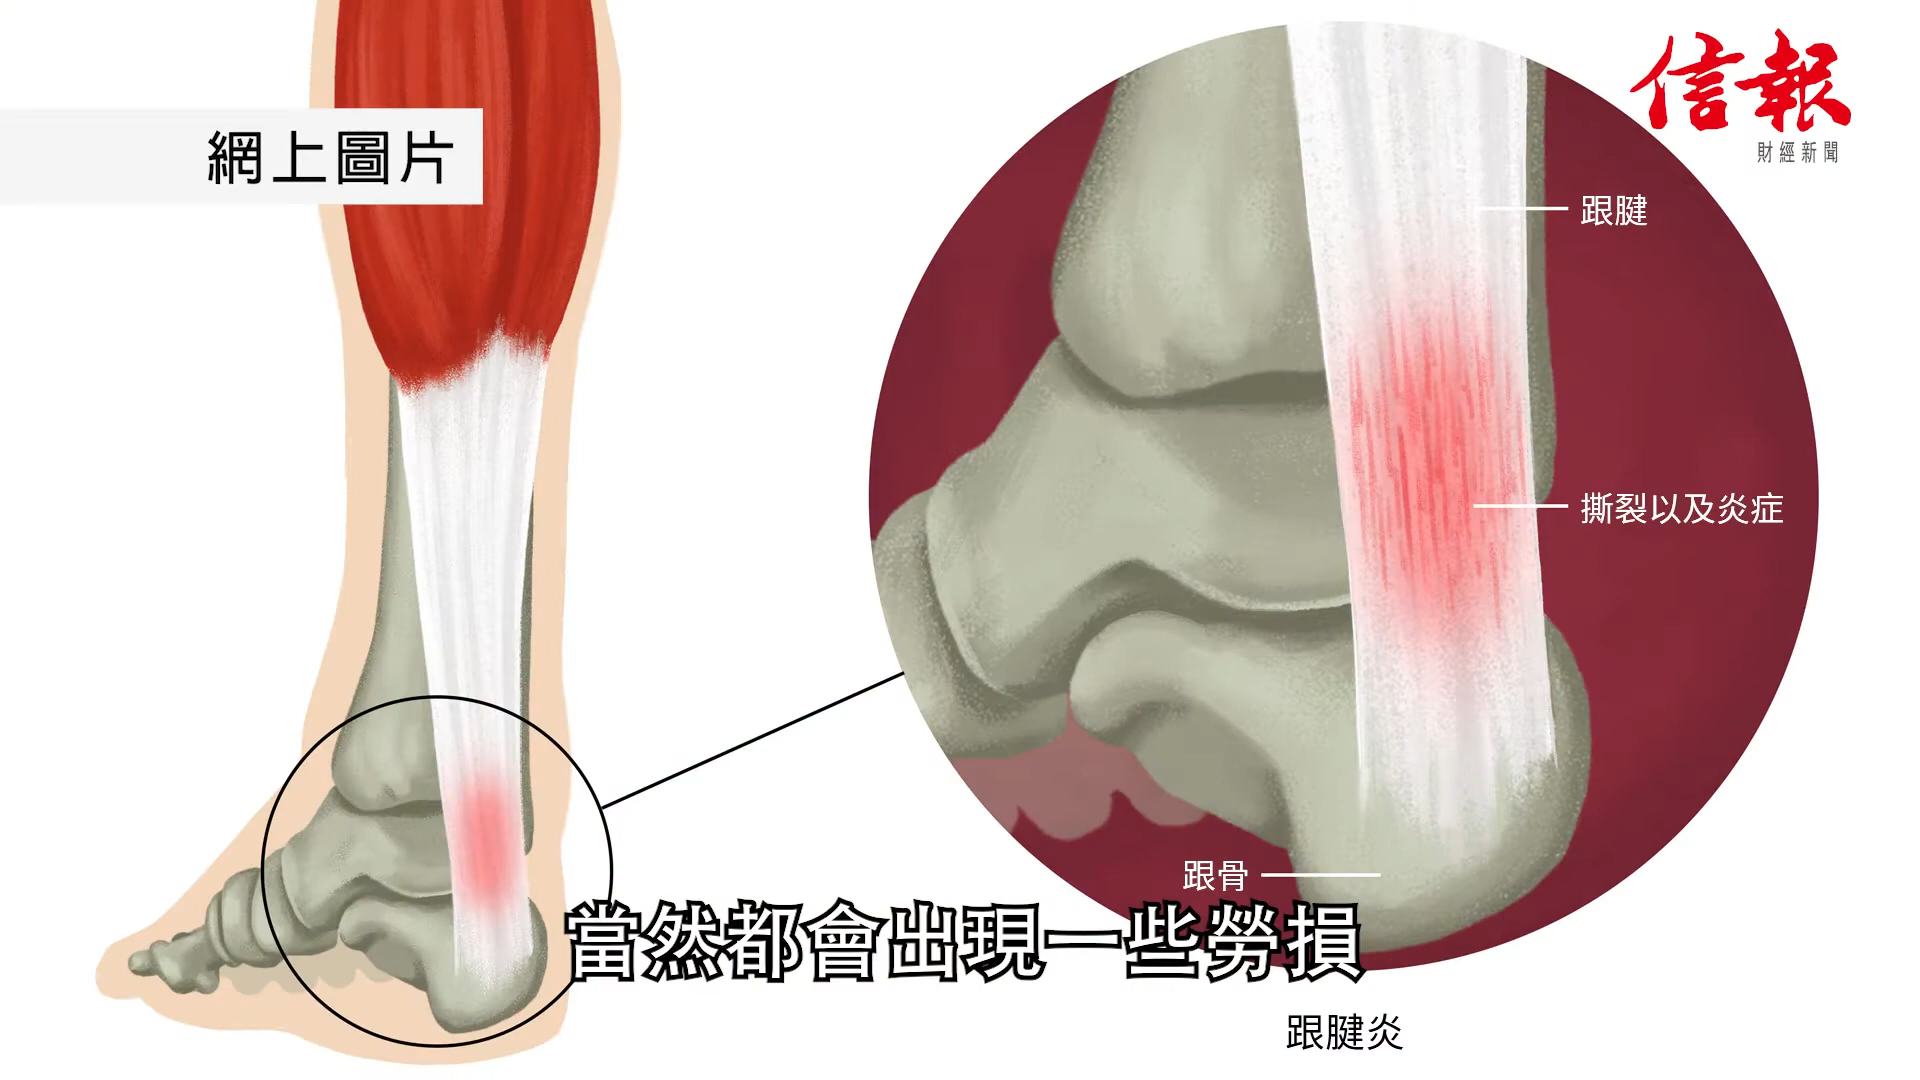 網上圖片
信報
財經新聞
跟腱
撕裂以及炎症
跟骨
當然都會出現一些勞損
跟腱炎